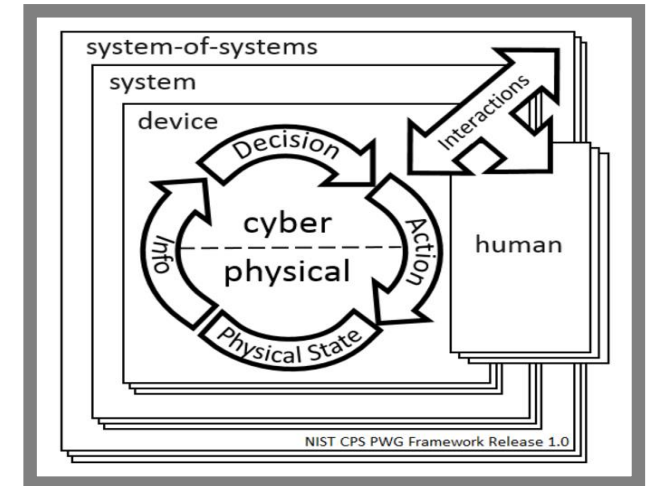 system-of-systems
system
device
Interactions
Decision
Info
cyber
Action
physical
human
Physical State
NIST CPS PWG Framework Release 1.0